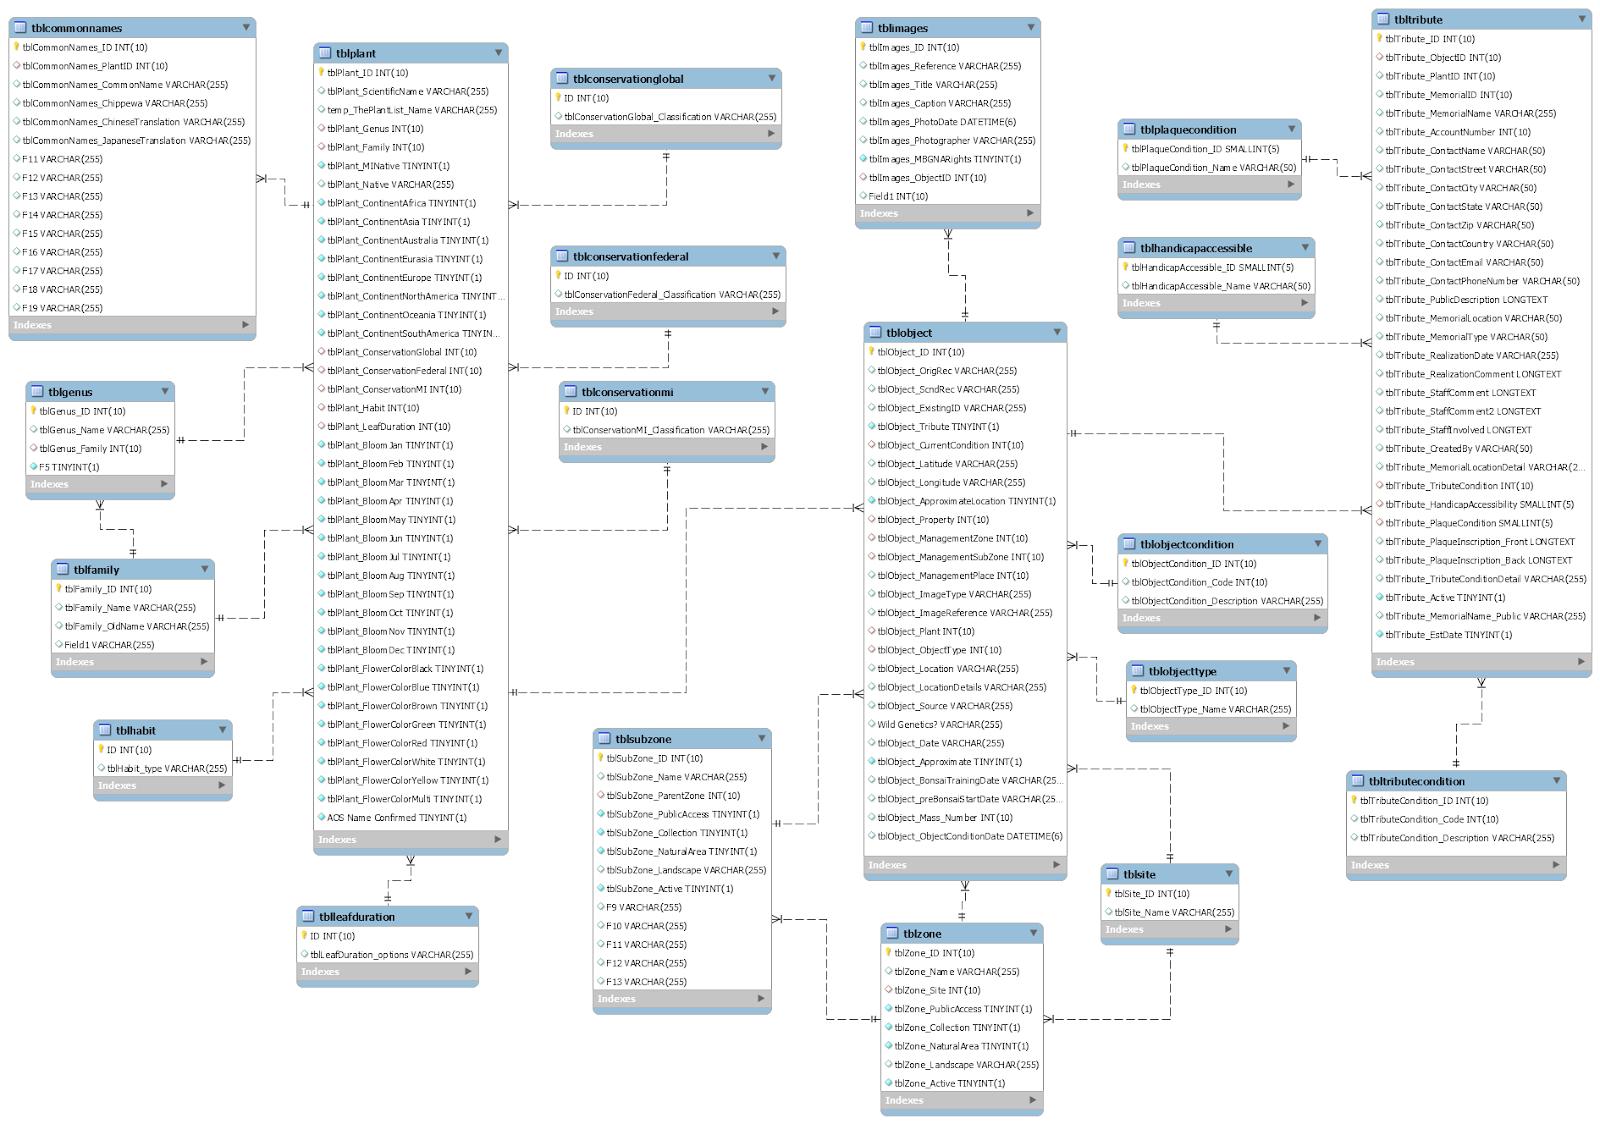 tblcommonnames
tblCommonNames_ID INT(10)
tblCommonNames_PlantID INT(10)
tblCommonNames_CommonName VARCHAR(255)
tblCommonNames_Chippewa VARCHAR(255)
tblCommonNames_ChineseTranslation VARCHAR(255)
tblCommonNames_JapaneseTranslation VARCHAR(255)
F11 VARCHAR(255)
F12 VARCHAR(255)
F13 VARCHAR(255)
F14 VARCHAR(255)
F15 VARCHAR(255)
F16 VARCHAR(255)
F17 VARCHAR(255)
F18 VARCHAR(255)
F19 VARCHAR(255)
Indexes
tblgenus
tblGenus_ID INT(10)
tblGenus_Name VARCHAR(255)
tblGenus_Family INT(10)
F5 TINYINT(1)
Indexes
tblfamily
tblFamily_ID INT(10)
tblFamily_Name VARCHAR(255)
tblFamily_OldName VARCHAR(255)
Field1 VARCHAR(255)
Indexes
tblhabit
ID INT(10)
tblHabit_type VARCHAR(255)
Indexes
tblplant
tblPlant_ID INT(10)
tblPlant_ScientificName VARCHAR(255)
temp_ThePlantList_Name VARCHAR(255)
tblPlant_Genus INT(10)
tblPlant_Family INT(10)
tblPlant_MINative TINYINT(1)
tblPlant_Native VARCHAR(255)
tblPlant_ContinentAfrica TINYINT(1)
tblPlant_ContinentAsia TINYINT(1)
tblPlant_ContinentAustralia TINYINT(1)
tblPlant_ContinentEurasia TINYINT(1)
tblPlant_ContinentEurope TINYINT(1)
tblPlant_ContinentNorthAmerica TINYINT...
tblPlant_ContinentOceania TINYINT(1)
tblPlant_ContinentSouthAmerica TINYIN...
tblPlant_ConservationGlobal INT(10)
tblPlant_ConservationFederal INT(10)
tblPlant_ConservationMI INT(10)
tblPlant_Habit INT(10)
tblPlant_LeafDuration INT(10)
tblPlant_BloomJan TINYINT(1)
tblPlant_BloomFeb TINYINT(1)
tblPlant_BloomMar TINYINT(1)
tblPlant_BloomApr TINYINT(1)
tblPlant_BloomMay TINYINT(1)
tblPlant_BloomJun TINYINT(1)
tblPlant_BloomJul TINYINT(1)
tblPlant_BloomAug TINYINT(1)
tblPlant_BloomSep TINYINT(1)
tblPlant_BloomOct TINYINT(1)
tblPlant_BloomNov TINYINT(1)
tblPlant_BloomDec TINYINT(1)
tblPlant_FlowerColorBlack TINYINT(1)
tblPlant_FlowerColorBlue TINYINT(1)
tblPlant_FlowerColorBrown TINYINT(1)
tblPlant_FlowerColorGreen TINYINT(1)
tblPlant_FlowerColorRed TINYINT(1)
tblPlant_FlowerColorWhite TINYINT(1)
tblPlant_FlowerColorYellow TINYINT(1)
tblPlant_FlowerColorMulti TINYINT(1)
AOS Name Confirmed TINYINT(1)
Indexes
tblleafduration
ID INT(10)
tblLeafDuration_options VARCHAR(255)
Indexes
tblconservationglobal
ID INT(10)
tblConservationGlobal_Classification VARCHAR(255)
Indexes
tblconservationfederal
ID INT(10)
tblConservationFederal_Classification VARCHAR(255)
Indexes
tblconservationmi
ID INT(10)
tblConservationMI_Classification VARCHAR(255)
Indexes
tblsubzone
tblSubZone_ID INT(10)
tblSubZone_Name VARCHAR(255)
tblSubZone_ParentZone INT(10)
tblSubZone_PublicAccess TINYINT(1)
tblSubZone_Collection TINYINT(1)
tblSubZone_NaturalArea TINYINT(1)
tblSubZone_Landscape VARCHAR(255)
tblSubZone_Active TINYINT(1)
F9 VARCHAR(255)
F10 VARCHAR(255)
F11 VARCHAR(255)
F12 VARCHAR(255)
F13 VARCHAR(255)
Indexes
tblimages
tblImages_ID INT(10)
tblImages_Reference VARCHAR(255)
tblImages_Title VARCHAR(255)
tblImages_Caption VARCHAR(255)
tblImages_PhotoDate DATETIME(6)
tblImages_Photographer VARCHAR(255)
tblImages_MBGNARights TINYINT(1)
tblImages_ObjectID INT(10)
Field1 INT(10)
Indexes
tblobject
tblObject_ID INT(10)
tblObject_OrigRec VARCHAR(255)
tblObject_ScndRec VARCHAR(255)
tblObject_ExistingID VARCHAR(255)
tblObject_Tribute TINYINT(1)
tblObject_CurrentCondition INT(10)
tblObject_Latitude VARCHAR(255)
tblObject_Longitude VARCHAR(255)
tblObject_ApproximateLocation TINYINT(1)
tblObject_Property INT(10)
tblObject_ManagementZone INT(10)
tblObject_ManagementSubZone INT(10)
tblObject_ManagementPlace INT(10)
tblObject_ImageType VARCHAR(255)
tblObject_ImageReference VARCHAR(255)
tblObject_Plant INT(10)
tblObject_ObjectType INT(10)
tblObject_Location VARCHAR(255)
tblObject_LocationDetails VARCHAR(255)
tblObject_Source VARCHAR(255)
Wild Genetics? VARCHAR(255)
tblObject_Date VARCHAR(255)
tblObject_Approximate TINYINT(1)
tblObject_BonsaiTrainingDate VARCHAR(25...
tblObject_preBonsaiStartDate VARCHAR(25...
tblObject_Mass_Number INT(10)
tblObject_ObjectConditionDate DATETIME(6)
Indexes
tblzone
tblZone_ID INT(10)
tblZone_Name VARCHAR(255)
tblZone_Site INT(10)
tblZone_PublicAccess TINYINT(1)
tblZone_Collection TINYINT(1)
tblZone_NaturalArea TINYINT(1)
tblZone_Landscape VARCHAR(255)
tblZone_Active TINYINT(1)
Indexes
tblplaquecondition
tblPlaqueCondition_ID SMALLINT(5)
tblPlaqueCondition_Name VARCHAR(50)
Indexes
tblhandicapaccessible
tblHandicapAccessible_ID SMALLINT(5)
tblHandicapAccessible_Name VARCHAR(50)
Indexes
tblobjectcondition
tblObjectCondition_ID INT(10)
tblObjectCondition_Code INT(10)
tblObjectCondition_Description VARCHAR(255)
Indexes
tblobjecttype
tblObjectType_ID INT(10)
tblObjectType_Name VARCHAR(255)
Indexes
tblsite
tblSite_ID INT(10)
tblSite_Name VARCHAR(255)
Indexes
tbltribute
tblTribute_ID INT(10)
tblTribute_ObjectID INT(10)
tblTribute_PlantID INT(10)
tblTribute_MemorialID INT(10)
tblTribute_MemorialName VARCHAR(255)
tblTribute_AccountNumber INT(10)
tblTribute_ContactName VARCHAR(50)
tblTribute_ContactStreet VARCHAR(50)
tblTribute_ContactCity VARCHAR(50)
tblTribute_ContactState VARCHAR(50)
tblTribute_ContactZip VARCHAR(50)
tblTribute_ContactCountry VARCHAR(50)
tblTribute_ContactEmail VARCHAR(50)
tblTribute_ContactPhoneNumber VARCHAR(50)
tblTribute_PublicDescription LONGTEXT
tblTribute_MemorialLocation VARCHAR(50)
tblTribute_MemorialType VARCHAR(50)
tblTribute_RealizationDate VARCHAR(255)
tblTribute_RealizationComment LONGTEXT
tblTribute_StaffComment LONGTEXT
tblTribute_StaffComment2 LONGTEXT
tblTribute_StaffInvolved LONGTEXT
tblTribute_CreatedBy VARCHAR(50)
tblTribute_MemorialLocationDetail VARCHAR(2...
tblTribute_TributeCondition INT(10)
tblTribute_HandicapAccessibility SMALLINT(5)
tblTribute_PlaqueCondition SMALLINT(5)
tblTribute_PlaqueInscription_Front LONGTEXT
tblTribute_PlaqueInscription_Back LONGTEXT
tblTribute_TributeConditionDetail VARCHAR(255)
tblTribute_Active TINYINT(1)
tblTribute_MemorialName_Public VARCHAR(255)
tblTribute_EstDate TINYINT(1)
Indexes
tbltributecondition
tblTributeCondition_ID INT(10)
tblTributeCondition_Code INT(10)
tblTributeCondition_Description VARCHAR(255)
Indexes